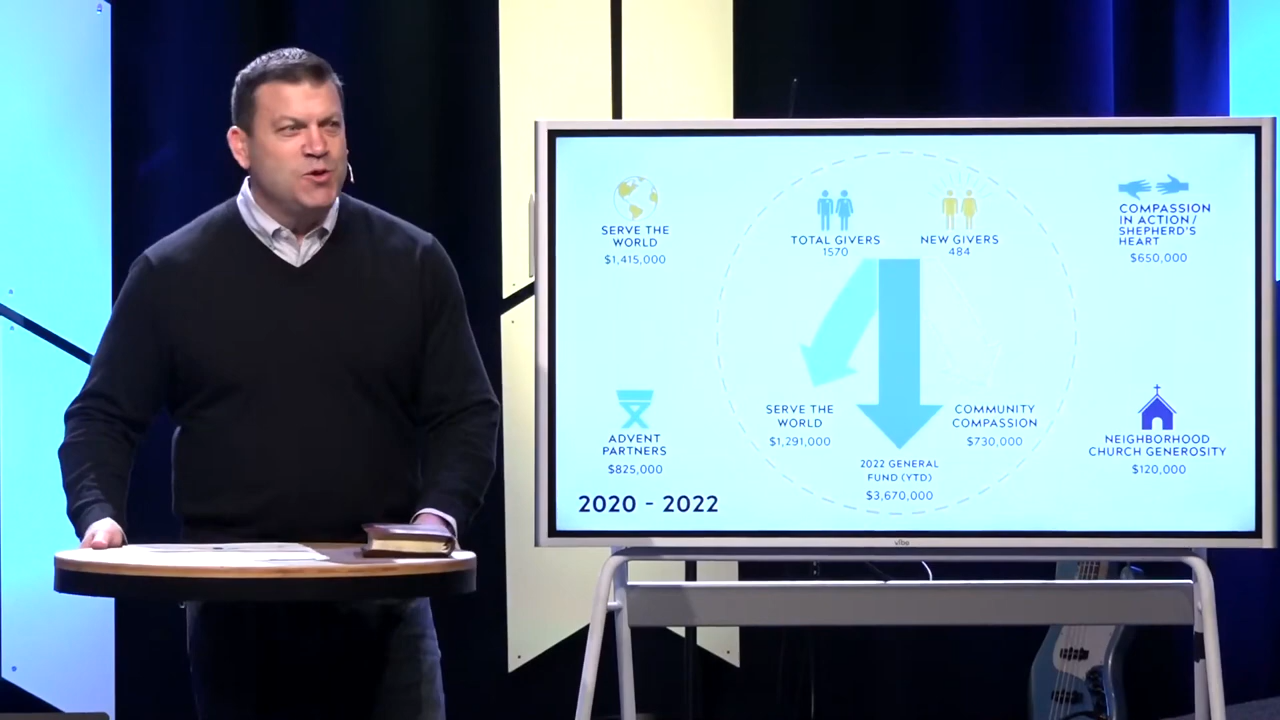 SERVE THE
WORLD
$1,415,000
TOTAL GIVERS
1570
NEW GIVERS
484
COMPASSION
IN ACTION/
SHEPHERD'S
HEART
$650,000
ADVENT
PARTNERS
$825,000
SERVE THE
WORLD
$1,291,000
2022 GENERAL
FUND (YTD)
$3,670,000
COMMUNITY
COMPASSION
$730,000
NEIGHBORHOOD
CHURCH GENEROSITY
$120,000
2020 - 2022
vibe